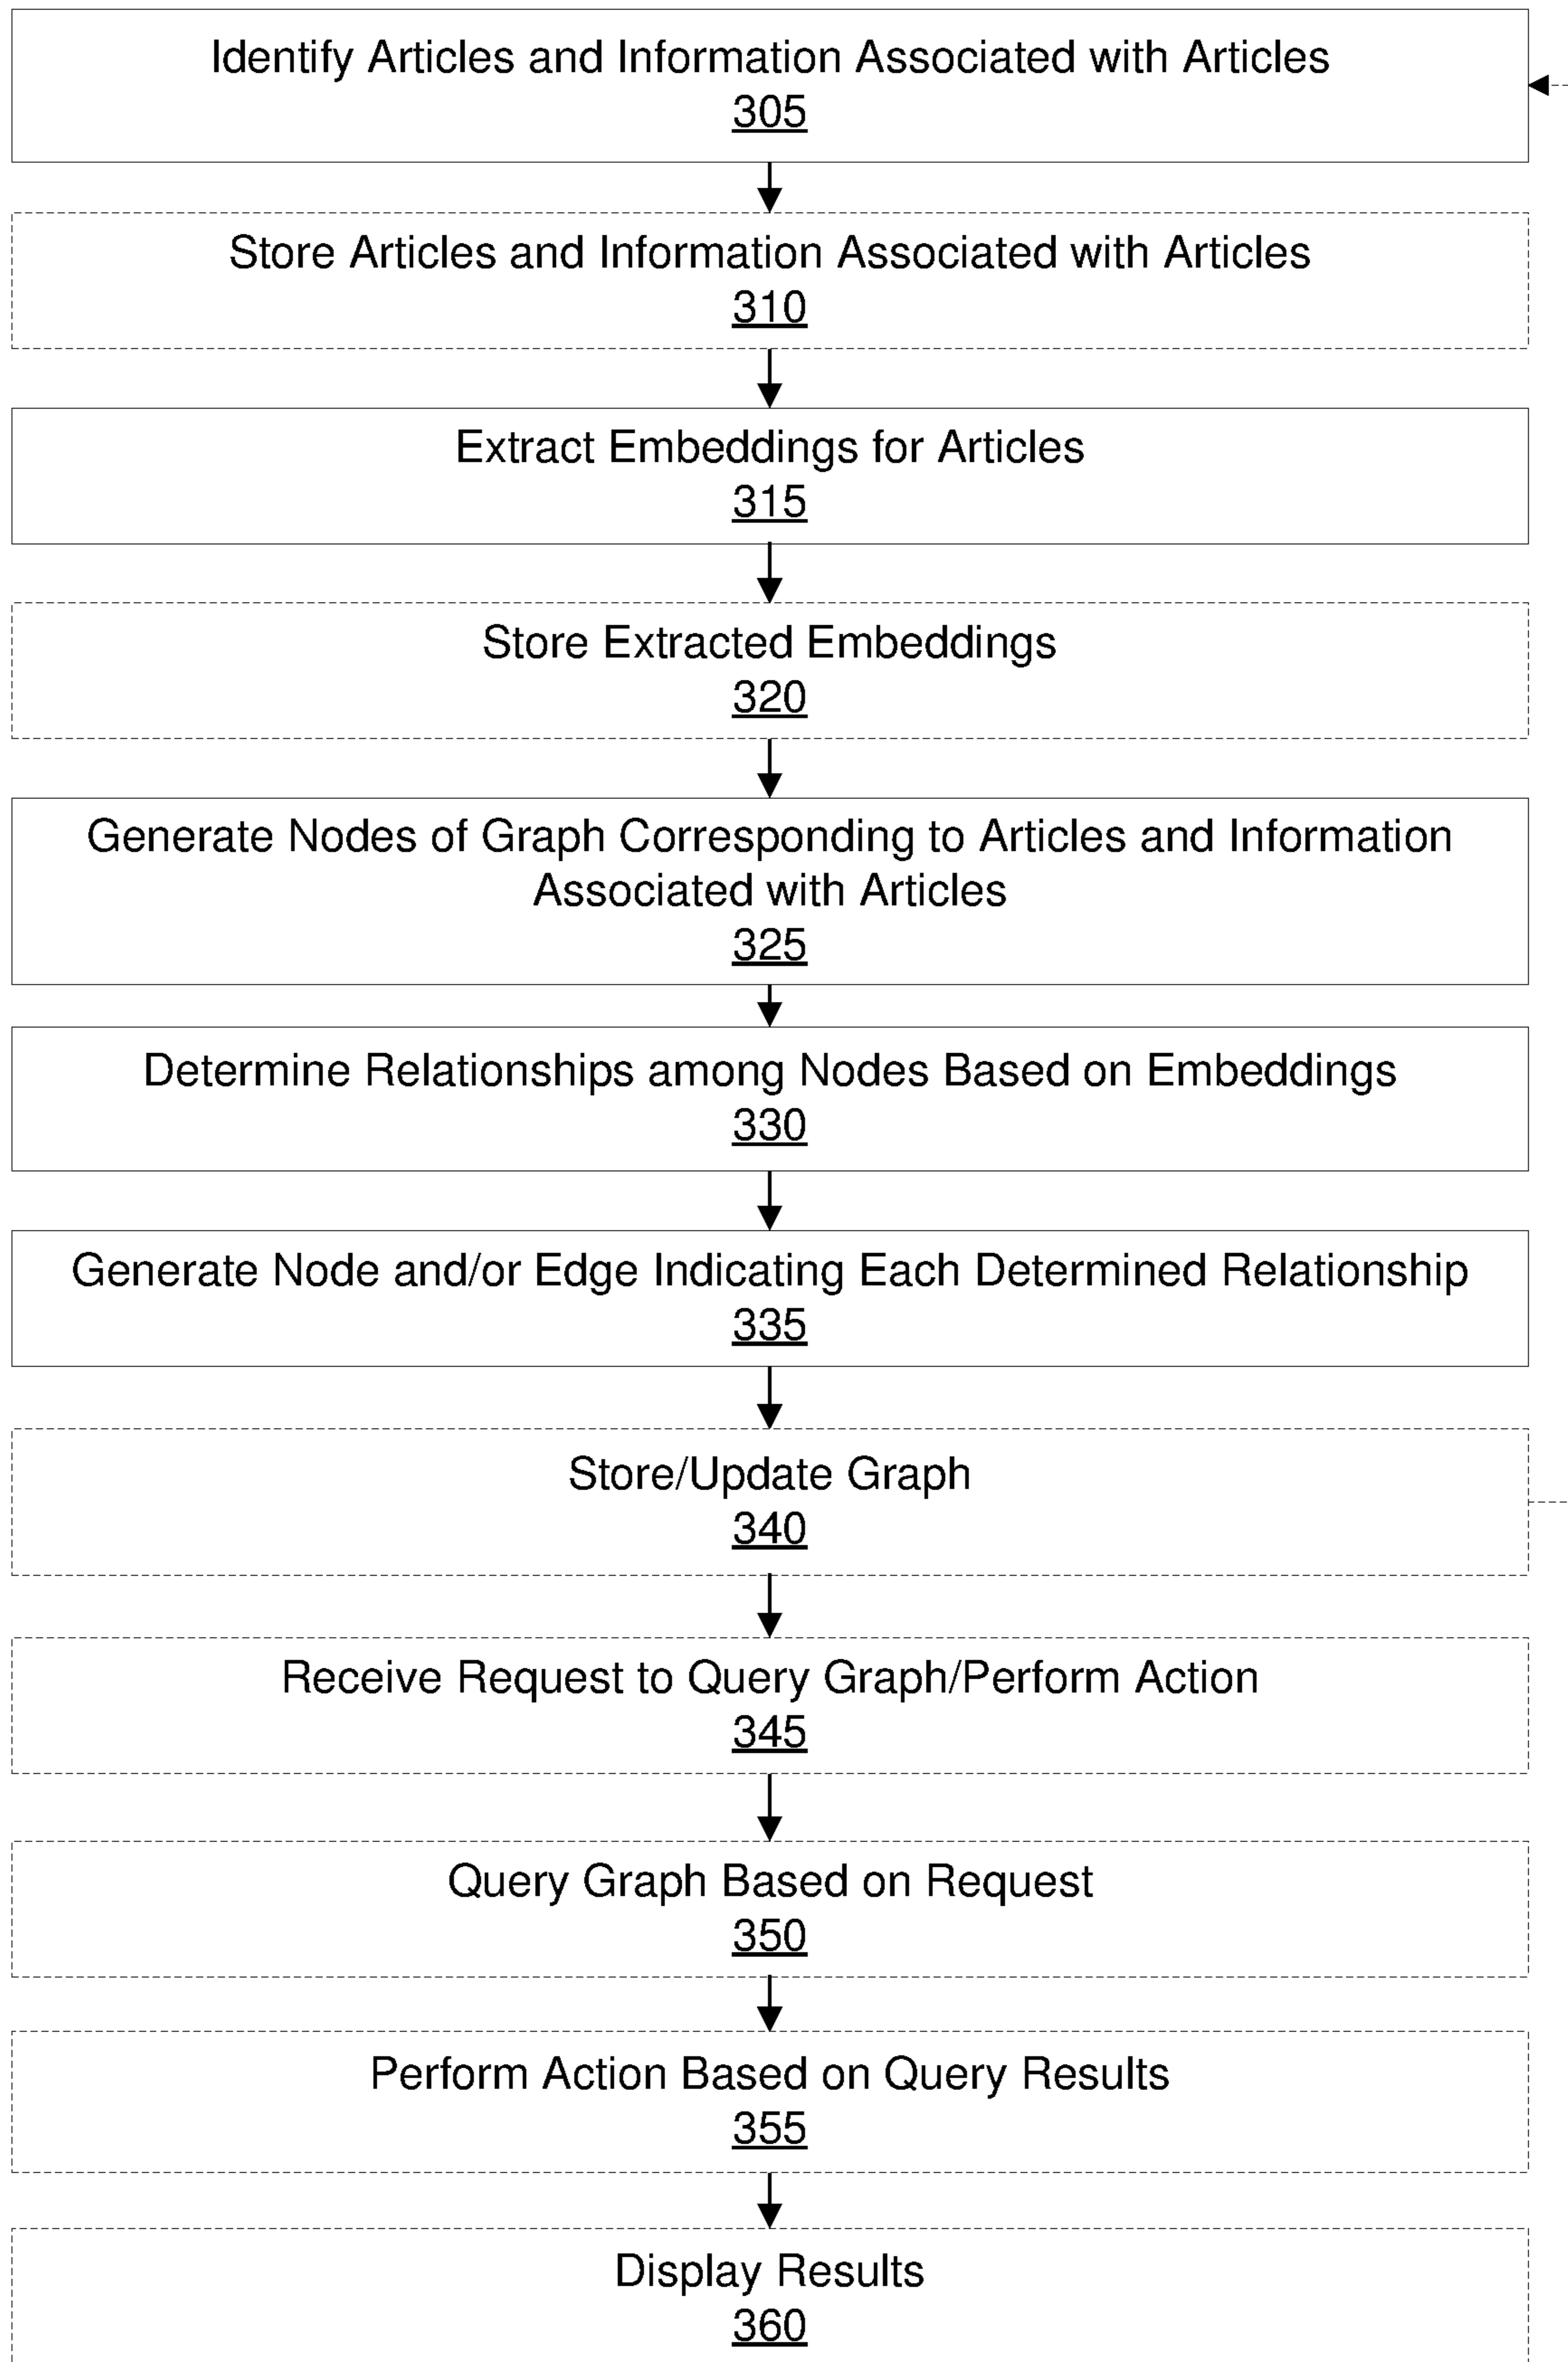 Identify Articles and Information Associated with Articles
305
Store Articles and Information Associated with Articles
310
Extract Embeddings for Articles
315
Store Extracted Embeddings
320
Generate Nodes of Graph Corresponding to Articles and Information
Associated with Articles
325
Determine Relationships among Nodes Based on Embeddings
330
Generate Node and/or Edge Indicating Each Determined Relationship
335
Store/Update Graph
340
Receive Request to Query Graph/Perform Action
345
Query Graph Based on Request
350
Perform Action Based on Query Results
355
Display Results
360